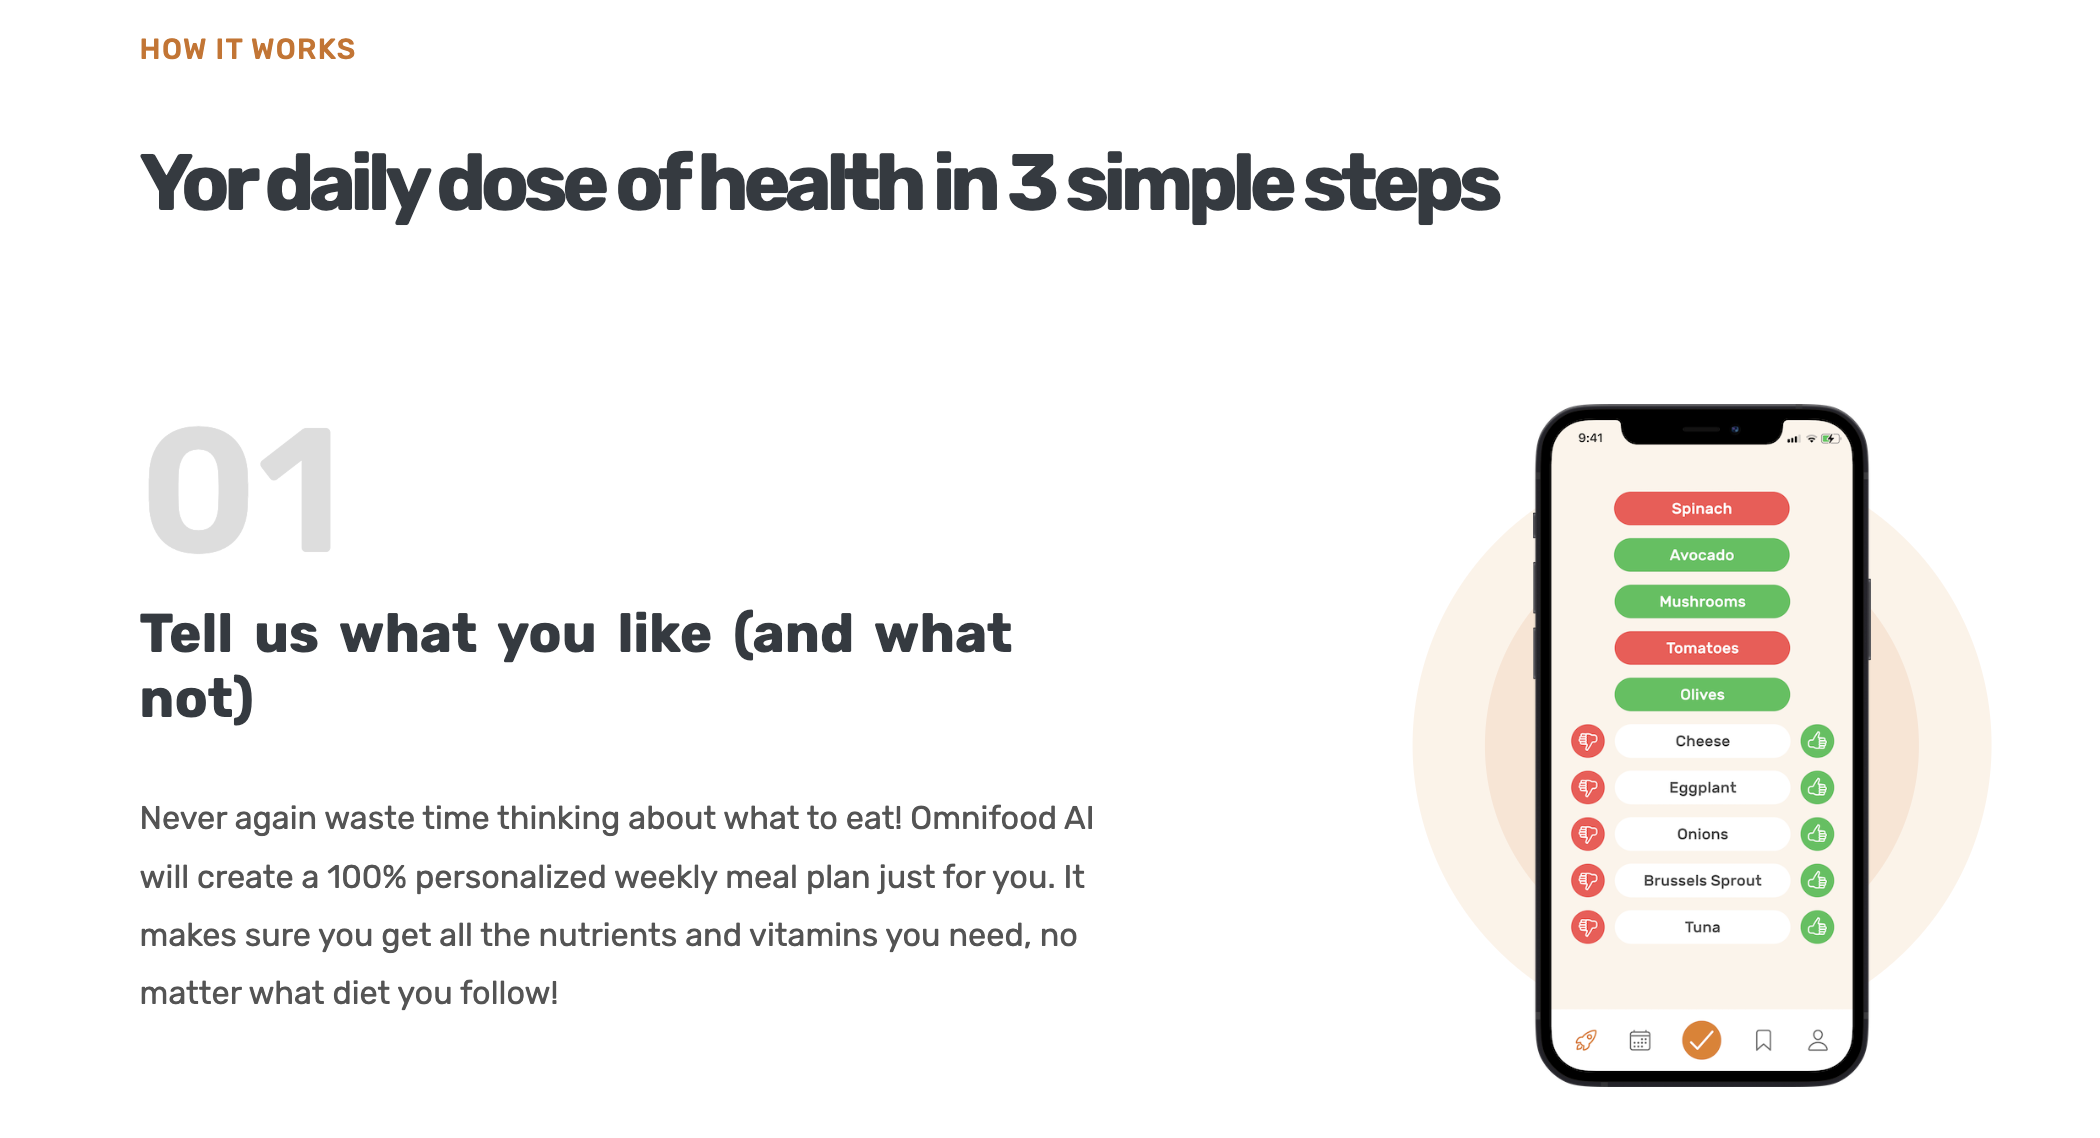 HOW IT WORKS
Yor daily dose of health in 3 simple steps
01
Tell us what you like (and what
not)
Never again waste time thinking about what to eat! Omnifood AI
will create a 100% personalized weekly meal plan just for you. It
makes sure you get all the nutrients and vitamins you need, no
matter what diet you follow!
9:41
Spinach
Avocado
Mushrooms
Tomatoes
Olives
Cheese
Eggplant
Onions
Brussels Sprout
Tuna